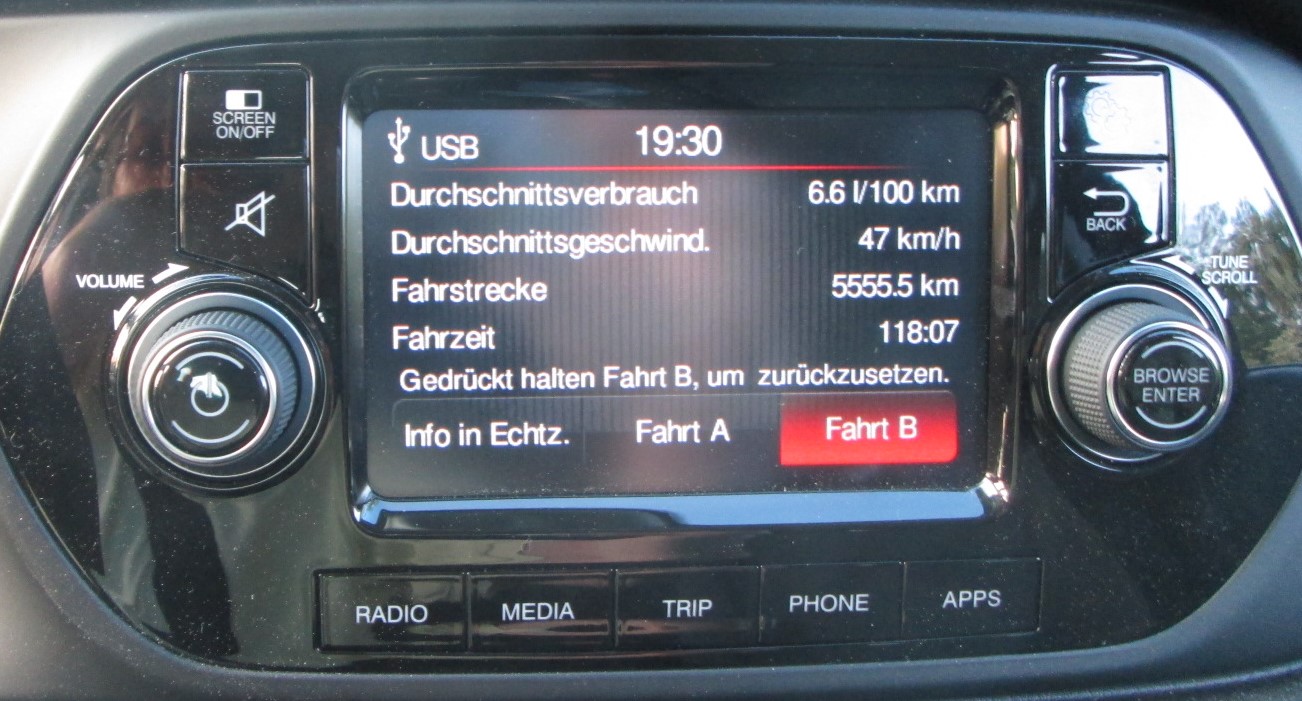 SCREEN
ON/OFF
VOLUME
USB 19:30
Durchschnittsverbrauch 6.6 l/100 km
Durchschnittsgeschwind. 47 km/h
Fahrstrecke 5555.5 km
Fahrzeit 118:07
Gedrückt halten Fahrt B, um zurückzusetzen.
Info in Echtz. Fahrt A Fahrt B
BACK
TUNE
SCROLL
BROWSE
ENTER
RADIO MEDIA TRIP PHONE APPS